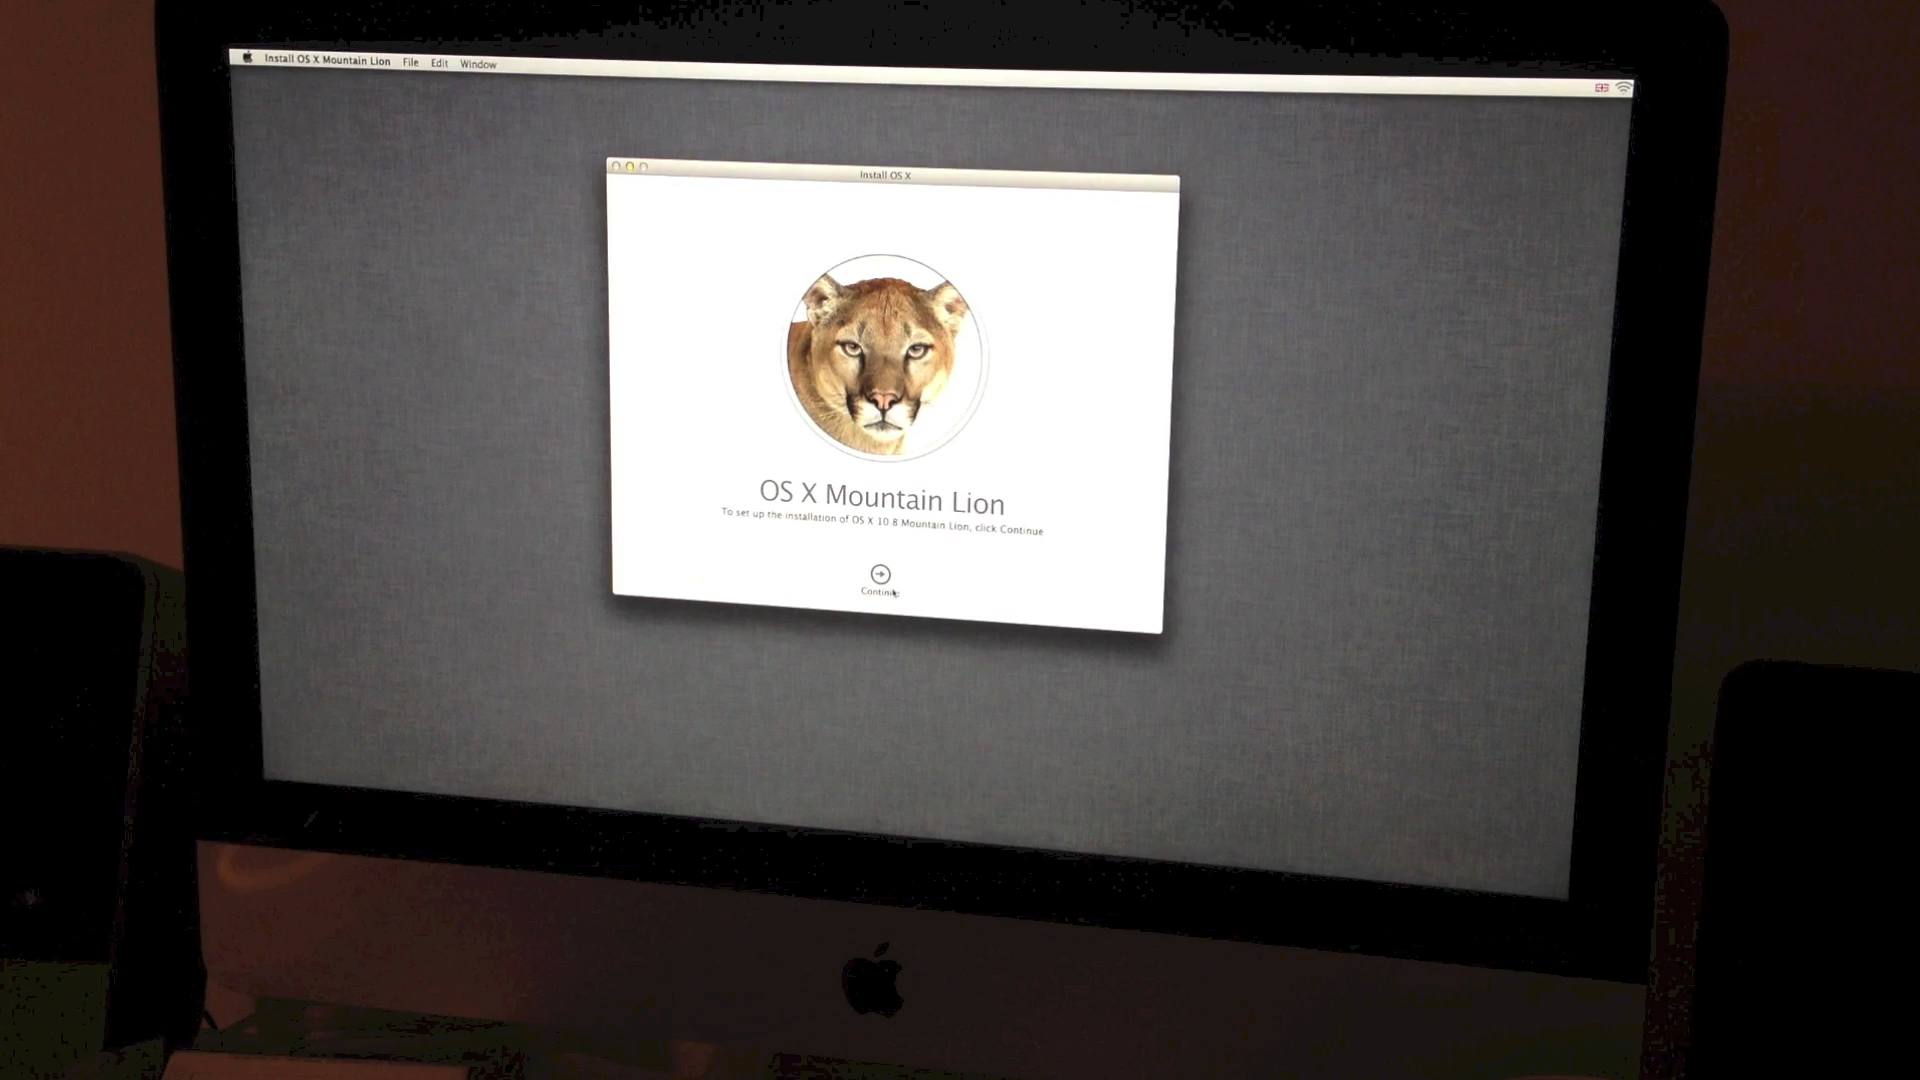 Install OS X Mountain Lion File Edit Window
Install OS X
OS X Mountain Lion
To set up the installation of OS X 10.8 Mountain Lion, click Continue
Continue